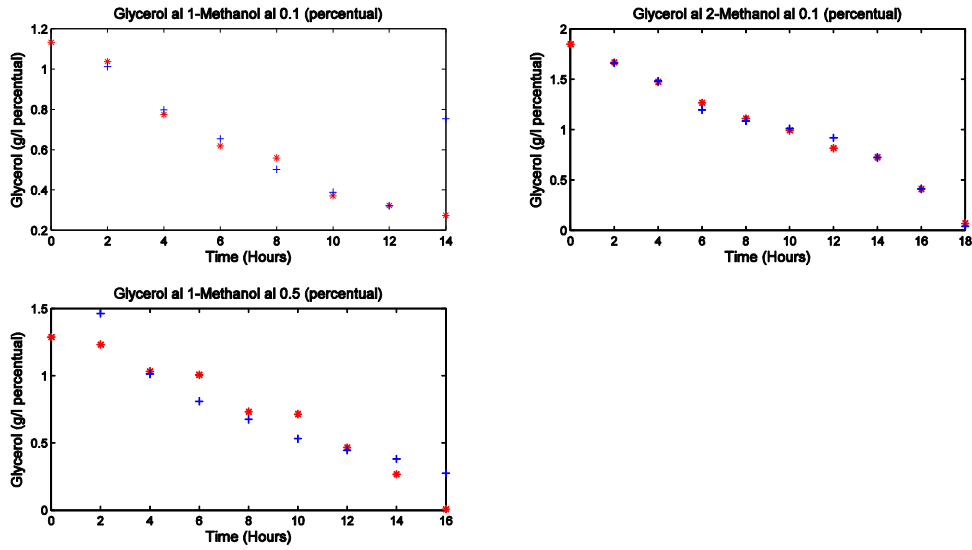 Glycerol al 1-Methanol al 0.1 (percentual)
Glycerol (g/l percentual)
1.2
1
0.8
0.6
0.4
0.2
0 2 4 6 8 10 12 14
Time (Hours)
Glycerol al 2-Methanol al 0.1 (percentual)
Glycerol (g/l percentual)
2
1.5
1
0.5
0
0 2 4 6 8 10 12 14 16 18
Time (Hours)
Glycerol al 1-Methanol al 0.5 (percentual)
Glycerol (g/l percentual)
1.5
1
0.5
0
0 2 4 6 8 10 12 14 16
Time (Hours)